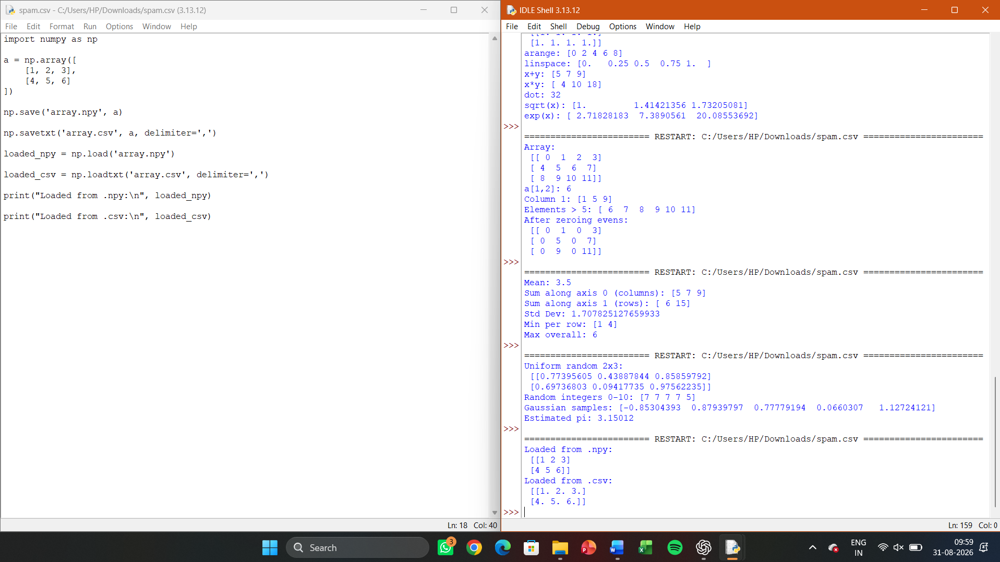 spam.csv - C:/Users/HP/Downloads/spam.csv (3.13.12)
File Edit Format Run Options Window Help
import numpy as np
a = np.array([
    [1, 2, 3],
    [4, 5, 6]
])
np.save('array.npy', a)
np.savetxt('array.csv', a, delimiter=',')
loaded_npy = np.load('array.npy')
loaded_csv = np.loadtxt('array.csv', delimiter=',')
print("Loaded from .npy:\n", loaded_npy)
print("Loaded from .csv:\n", loaded_csv)
Ln: 18 Col: 40
IDLE Shell 3.13.12
File Edit Shell Debug Options Window Help
[[1. 1. 1. 1.]
 [1. 1. 1. 1.]]
arange: [0 2 4 6 8]
linspace: [0.   0.25 0.5  0.75 1.  ]
x+y: [5 7 9]
x*y: [ 4 10 18]
dot: 32
sqrt(x): [1.         1.41421356 1.73205081]
exp(x): [ 2.71828183  7.3890561  20.08553692]
>>>
======================== RESTART: C:/Users/HP/Downloads/spam.csv =======================
Array:
 [[ 0  1  2  3]
 [ 4  5  6  7]
 [ 8  9 10 11]]
a[1,2]: 6
Column 1: [1 5 9]
Elements > 5: [ 6  7  8  9 10 11]
After zeroing evens:
 [[ 0  1  0  3]
 [ 0  5  0  7]
 [ 0  9  0 11]]
>>>
======================== RESTART: C:/Users/HP/Downloads/spam.csv =======================
Mean: 3.5
Sum along axis 0 (columns): [5 7 9]
Sum along axis 1 (rows): [ 6 15]
Std Dev: 1.707825127659933
Min per row: [1 4]
Max overall: 6
>>>
======================== RESTART: C:/Users/HP/Downloads/spam.csv =======================
Uniform random 2x3:
 [[0.77395605 0.43887844 0.85859792]
 [0.69736803 0.09417735 0.97562235]]
Random integers 0-10: [7 7 7 7 5]
Gaussian samples: [-0.85304393  0.87939797  0.77779194  0.0660307   1.12724121]
Estimated pi: 3.15012
>>>
======================== RESTART: C:/Users/HP/Downloads/spam.csv =======================
Loaded from .npy:
 [[1 2 3]
 [4 5 6]]
Loaded from .csv:
 [[1. 2. 3.]
 [4. 5. 6.]]
>>>
Ln: 159 Col: 0
Search
3
P
W
X
ENG
IN
09:59
31-08-2026